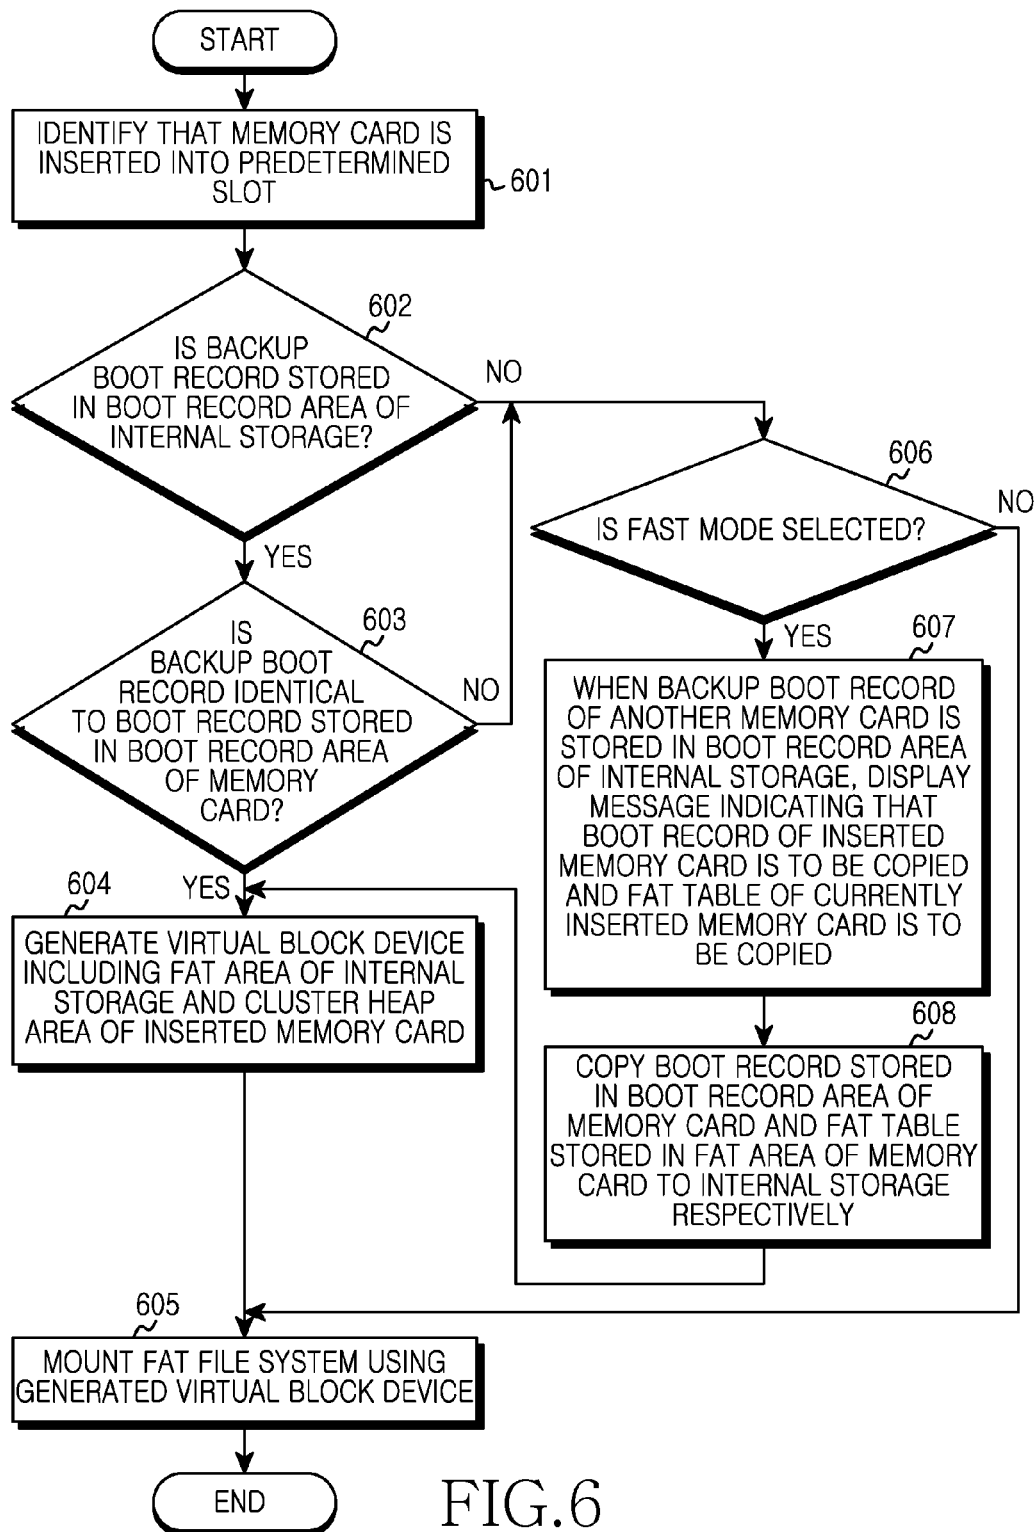 START
IDENTIFY THAT MEMORY CARD IS
INSERTED INTO PREDETERMINED
SLOT
601
602
IS BACKUP
BOOT RECORD STORED
IN BOOT RECORD AREA OF
INTERNAL STORAGE?
NO
YES
603
IS
BACKUP BOOT
RECORD IDENTICAL
TO BOOT RECORD STORED
IN BOOT RECORD AREA
OF MEMORY
CARD?
NO
YES
604
GENERATE VIRTUAL BLOCK DEVICE
INCLUDING FAT AREA OF INTERNAL
STORAGE AND CLUSTER HEAP
AREA OF INSERTED MEMORY CARD
606
IS FAST MODE SELECTED?
NO
YES
607
WHEN BACKUP BOOT RECORD
OF ANOTHER MEMORY CARD IS
STORED IN BOOT RECORD AREA
OF INTERNAL STORAGE, DISPLAY
MESSAGE INDICATING THAT
BOOT RECORD OF INSERTED
MEMORY CARD IS TO BE COPIED
AND FAT TABLE OF CURRENTLY
INSERTED MEMORY CARD IS TO
BE COPIED
608
COPY BOOT RECORD STORED
IN BOOT RECORD AREA OF
MEMORY CARD AND FAT TABLE
STORED IN FAT AREA OF MEMORY
CARD TO INTERNAL STORAGE
RESPECTIVELY
605
MOUNT FAT FILE SYSTEM USING
GENERATED VIRTUAL BLOCK DEVICE
END
FIG.6